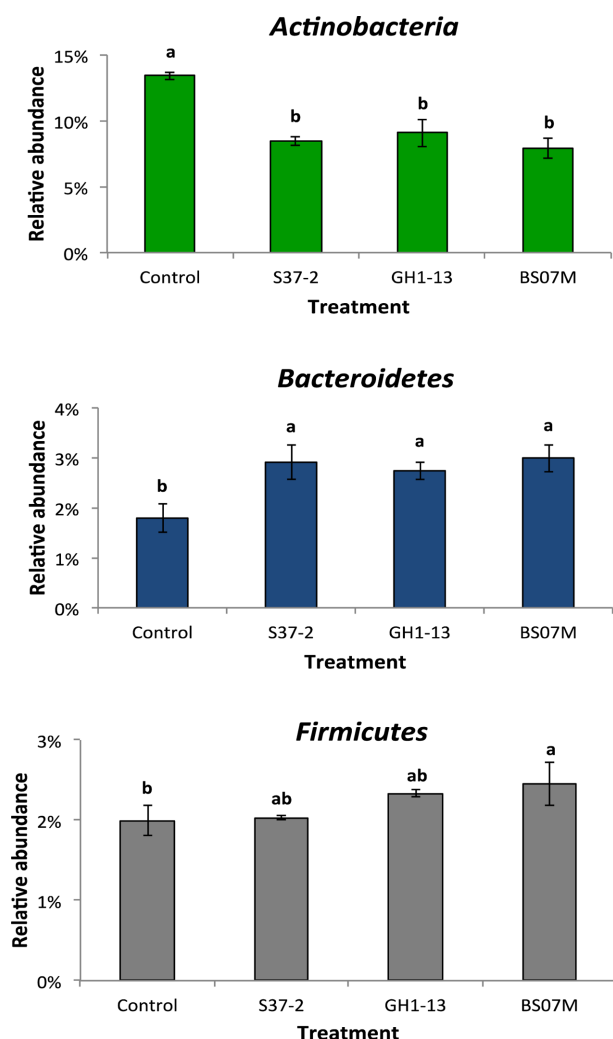 Actinobacteria
Relative abundance
15%
10%
5%
0%
a
b
b
b
Control
S37-2
GH1-13
BS07M
Treatment
Bacteroidetes
Relative abundance
4%
3%
2%
1%
0%
b
a
a
a
Control
S37-2
GH1-13
BS07M
Treatment
Firmicutes
Relative abundance
3%
2%
1%
0%
b
ab
ab
a
Control
S37-2
GH1-13
BS07M
Treatment